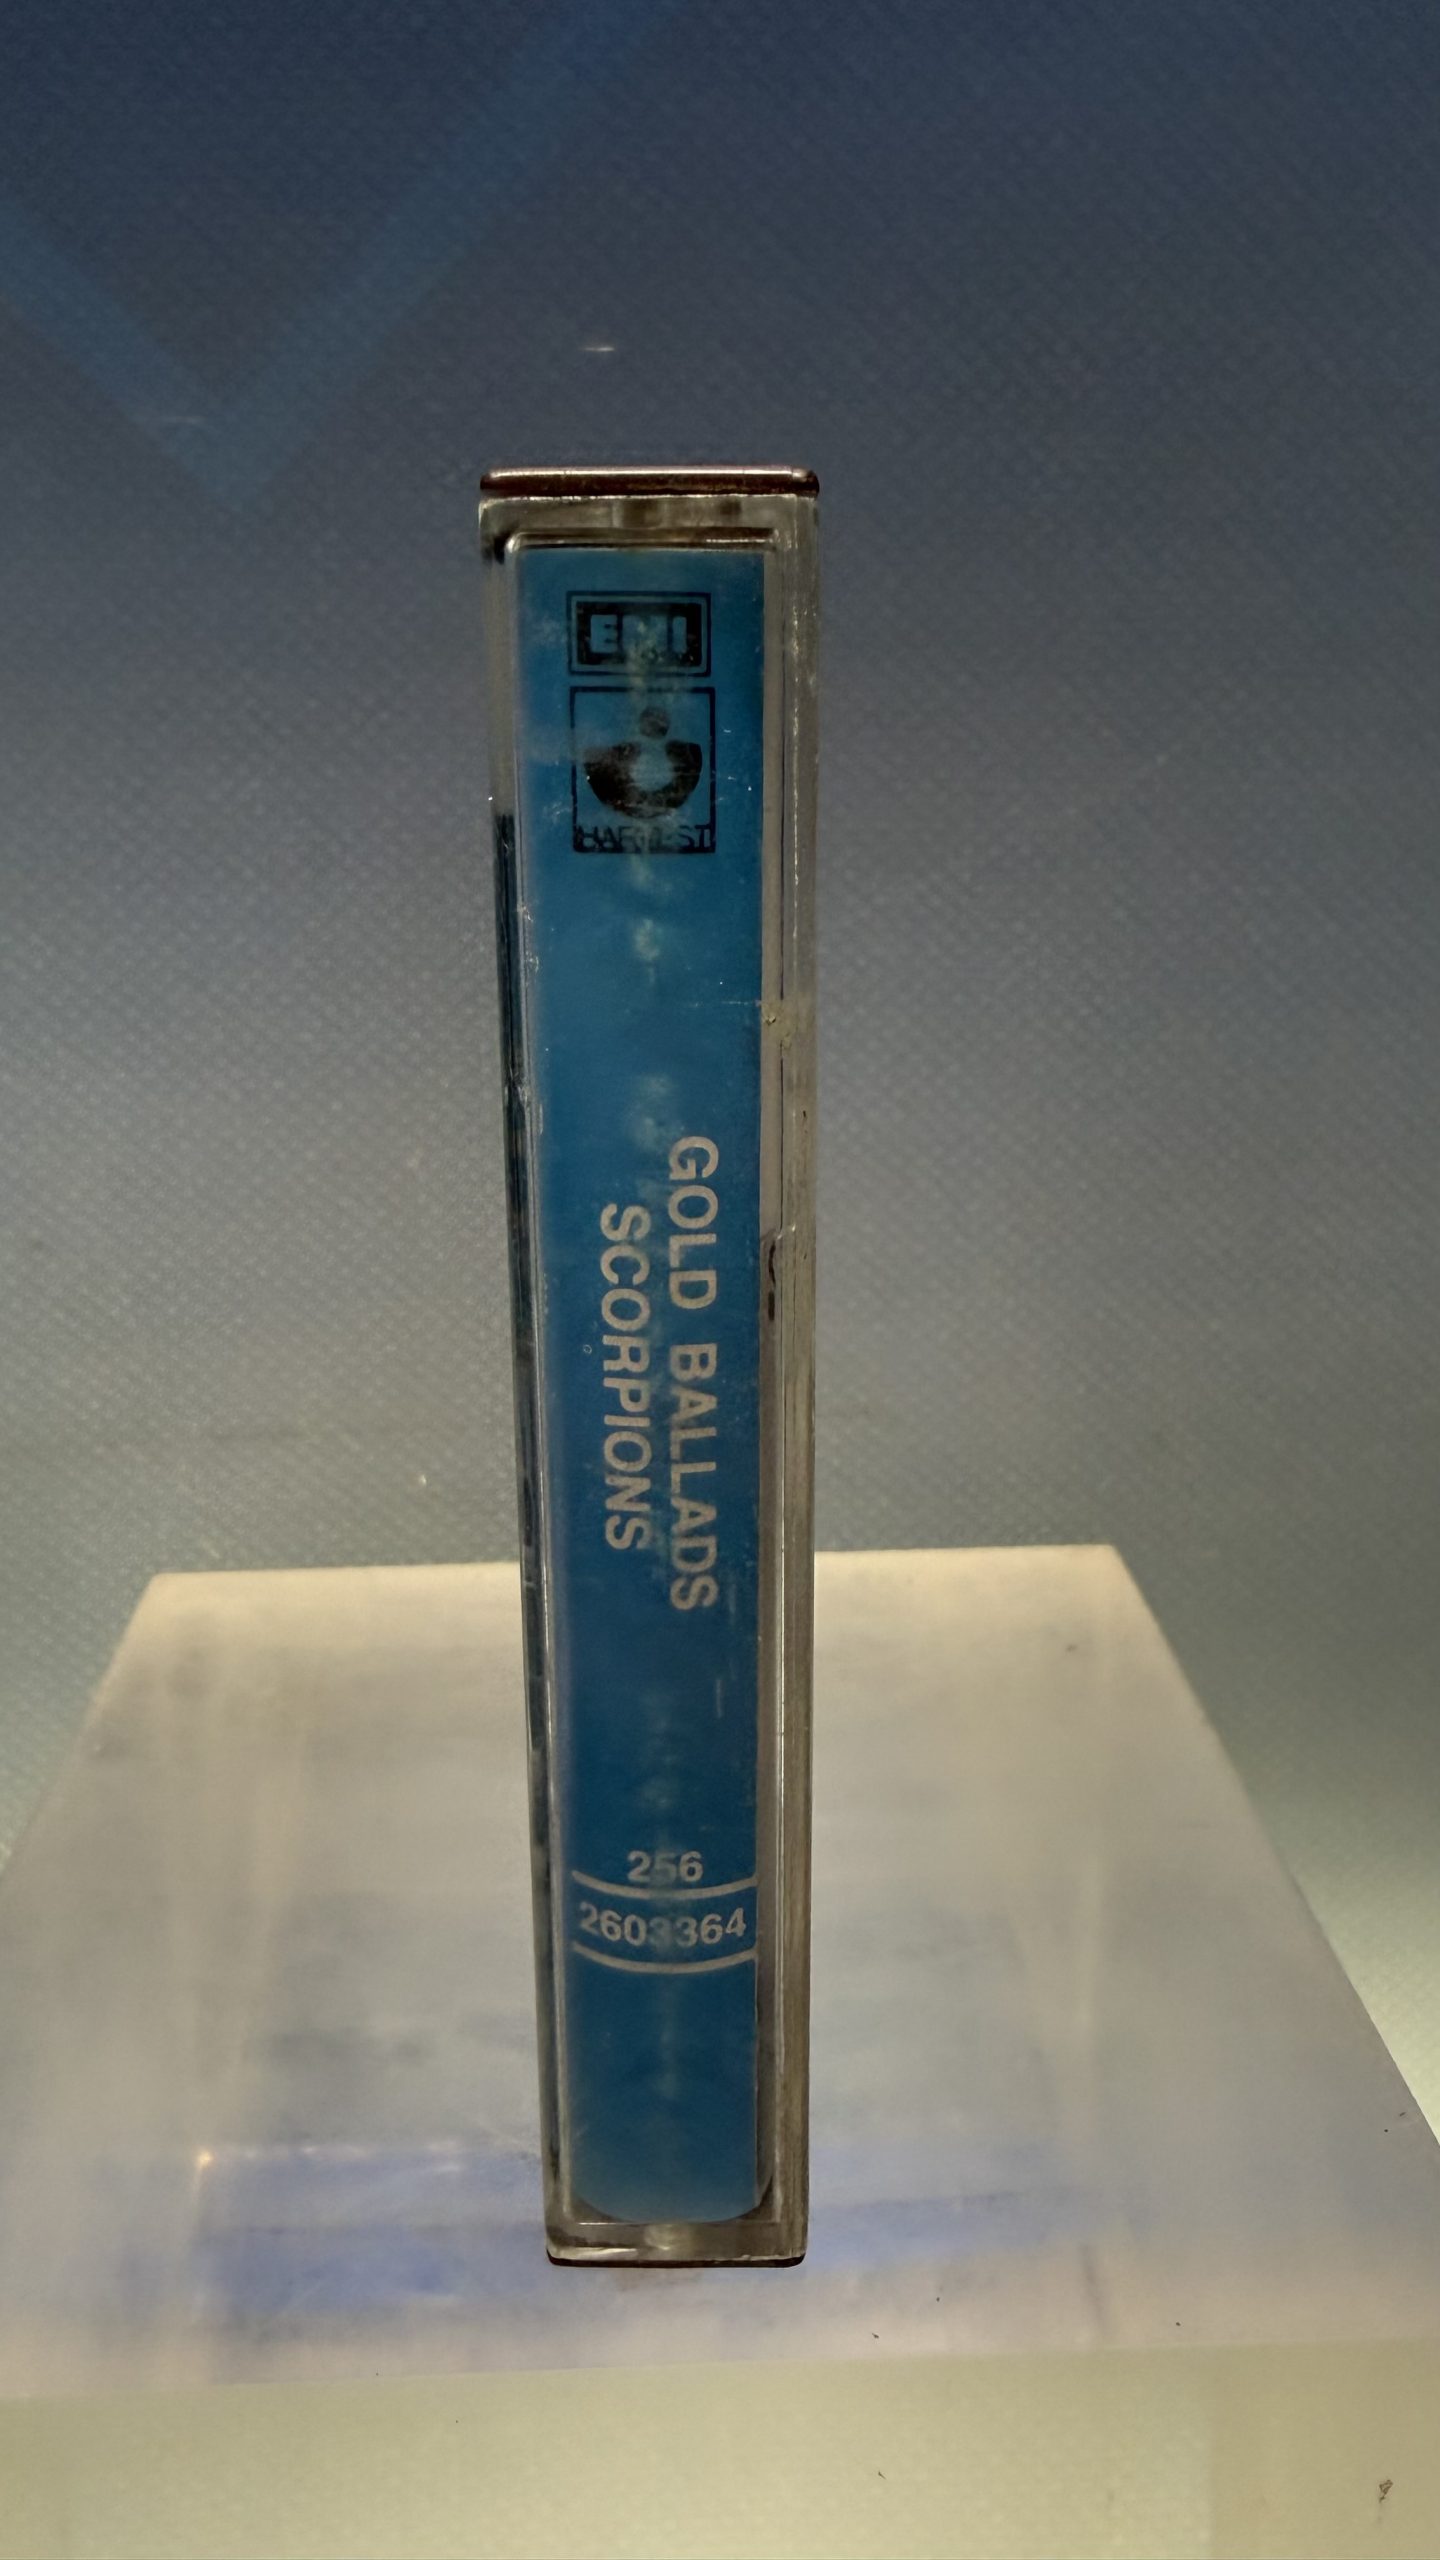 EMI
HARVEST
GOLD BALLADS
SCORPIONS
256
2603364